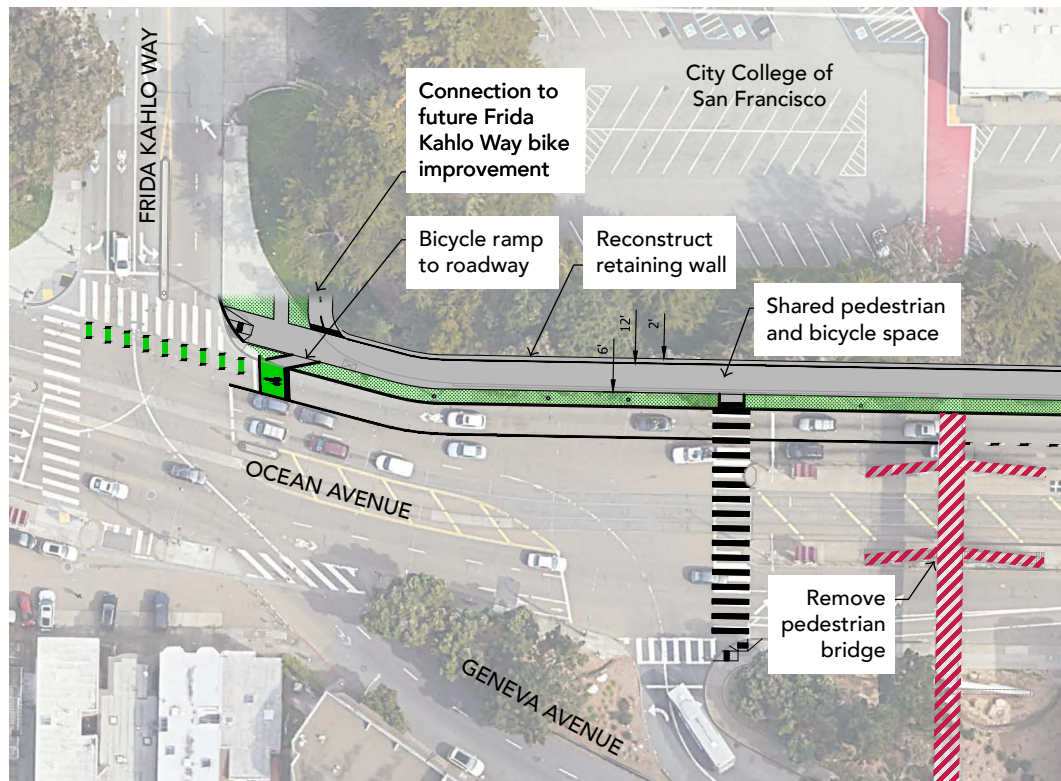 FRIDA KAHLO WAY
Connection to
future Frida
Kahlo Way bike
improvement
City College of
San Francisco
Bicycle ramp
to roadway
Reconstruct
retaining wall
Shared pedestrian
and bicycle space
12'
2'
6'
OCEAN AVENUE
GENEVA AVENUE
Remove
pedestrian
bridge